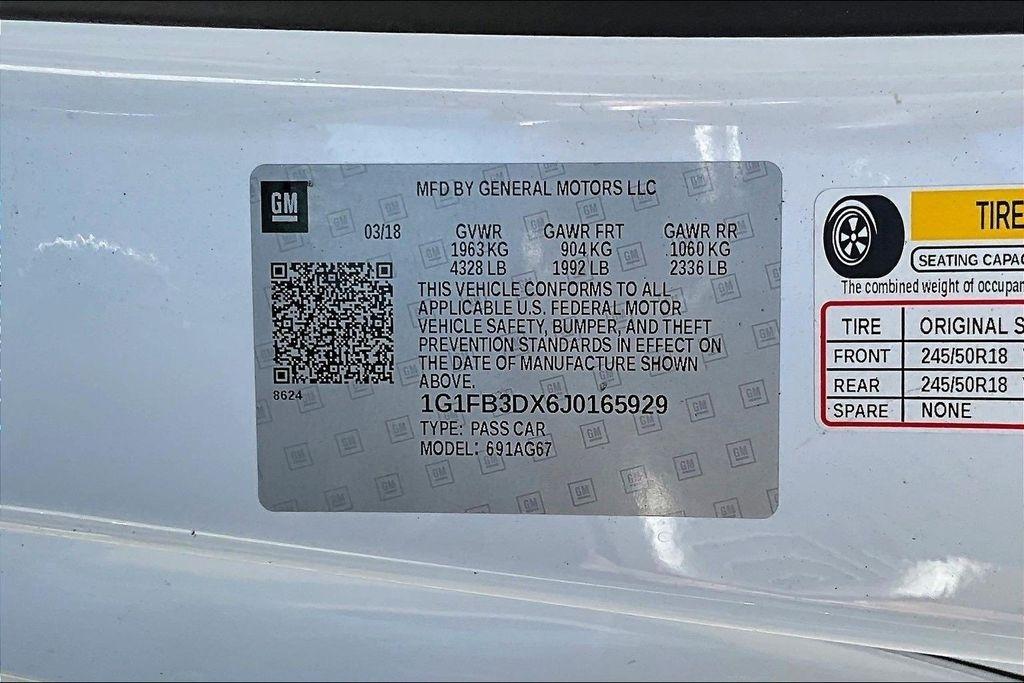 GM
MFD BY GENERAL MOTORS LLC
03/18
GVWR GAWR FRT GAWR RR
1963 KG 904 KG 1060 KG
4328 LB 1992 LB 2336 LB
THIS VEHICLE CONFORMS TO ALL
APPLICABLE U.S. FEDERAL MOTOR
VEHICLE SAFETY, BUMPER, AND THEFT
PREVENTION STANDARDS IN EFFECT ON
THE DATE OF MANUFACTURE SHOWN
ABOVE.
8624
1G1FB3DX6J0165929
TYPE: PASS CAR
MODEL: 691AG67
TIRE
SEATING CAPAC
The combined weight of occupan
TIRE ORIGINAL S
FRONT 245/50R18
REAR 245/50R18
SPARE NONE